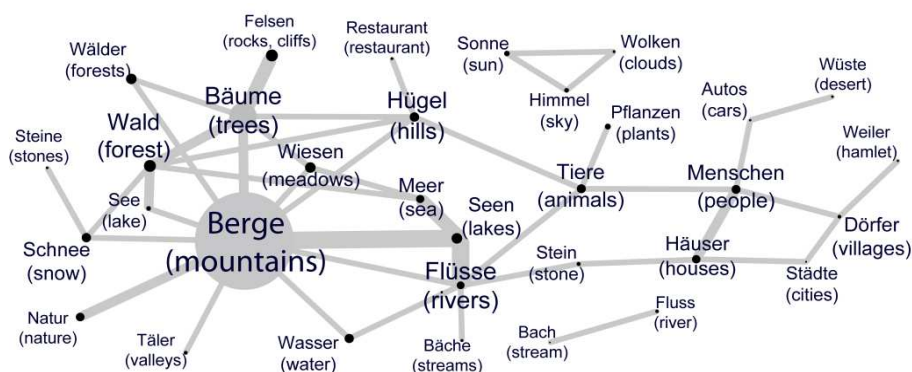 Felsen
(rocks, cliffs)
Restaurant
(restaurant)
Sonne
(sun)
Wolken
(clouds)
Wälder
(forests)
Wüste
(desert)
Bäume
(trees)
Hügel
(hills)
Himmel
(sky)
Pflanzen
(plants)
Autos
(cars)
Steine
(stones)
Wald
(forest)
Wiesen
(meadows)
Weiler
(hamlet)
Tiere
(animals)
Menschen
(people)
See
(lake)
Meer
(sea)
Seen
(lakes)
Dörfer
(villages)
Berge
(mountains)
Schnee
(snow)
Flüsse
(rivers)
Stein
(stone)
Häuser
(houses)
Städte
(cities)
Natur
(nature)
Täler
(valleys)
Wasser
(water)
Bäche
(streams)
Bach
(stream)
Fluss
(river)